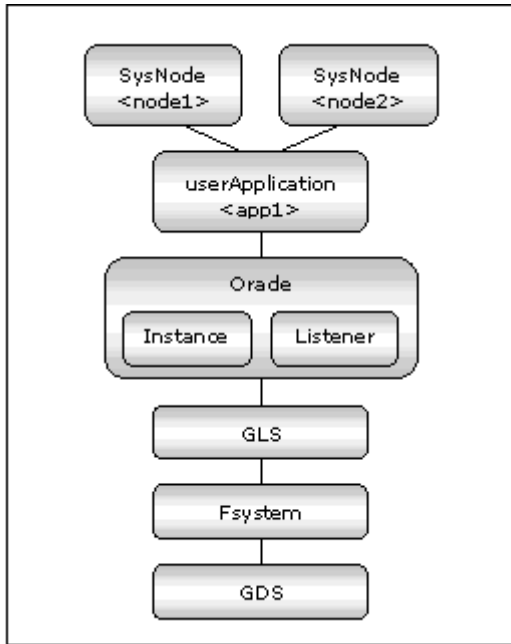 SysNode
<node1>
SysNode
<node2>
userApplication
<app1>
Orade
Instance
Listener
GLS
Fsystem
GDS